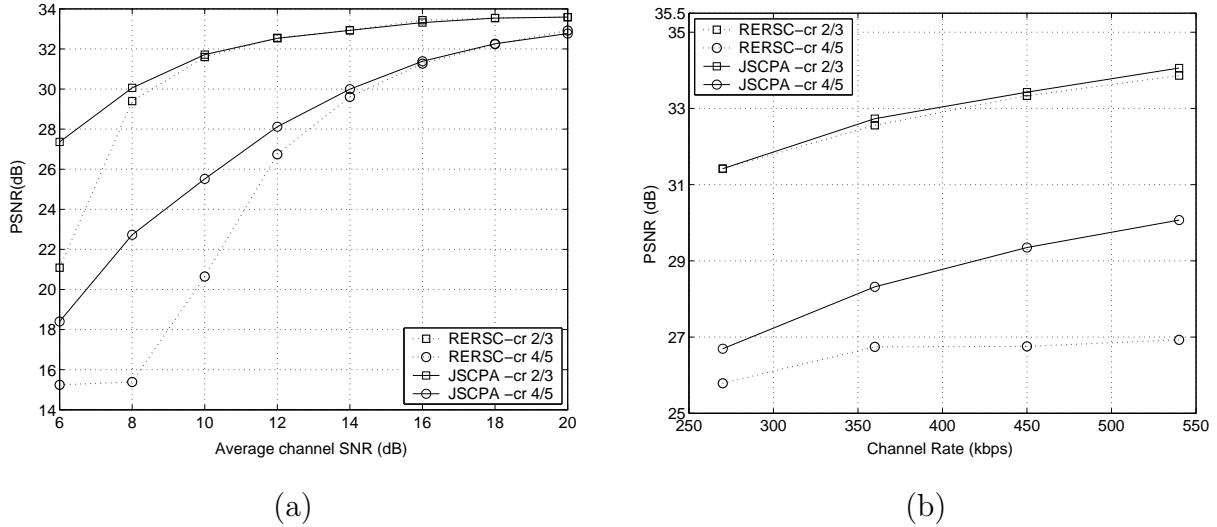 34
32
30
28
26
24
22
20
18
16
14
PSNR(dB)
6 8 10 12 14 16 18 20
Average channel SNR (dB)
RERSC-cr 2/3
RERSC-cr 4/5
JSCPA -cr 2/3
JSCPA -cr 4/5
(a)
35.5
35
33
31
29
27
25
PSNR (dB)
RERSC-cr 2/3
RERSC-cr 4/5
JSCPA -cr 2/3
JSCPA -cr 4/5
250 300 350 400 450 500 550
Channel Rate (kbps)
(b)